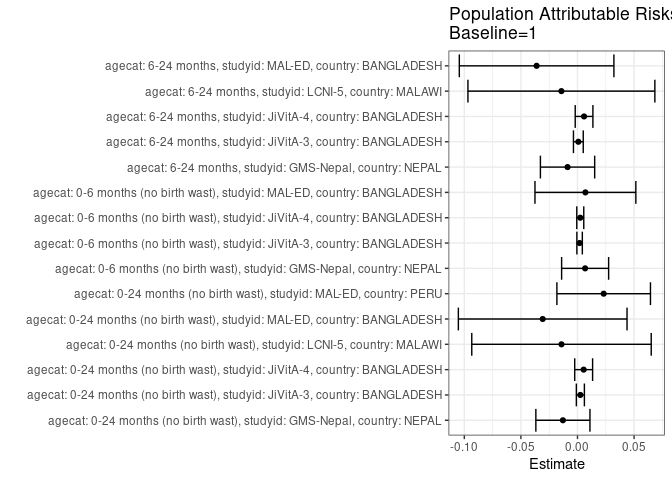 Population Attributable Risks
Baseline=1
agecat: 6-24 months, studyid: MAL-ED, country: BANGLADESH
agecat: 6-24 months, studyid: LCNI-5, country: MALAWI
agecat: 6-24 months, studyid: JiVitA-4, country: BANGLADESH
agecat: 6-24 months, studyid: JiVitA-3, country: BANGLADESH
agecat: 6-24 months, studyid: GMS-Nepal, country: NEPAL
agecat: 0-6 months (no birth wast), studyid: MAL-ED, country: BANGLADESH
agecat: 0-6 months (no birth wast), studyid: JiVitA-4, country: BANGLADESH
agecat: 0-6 months (no birth wast), studyid: JiVitA-3, country: BANGLADESH
agecat: 0-6 months (no birth wast), studyid: GMS-Nepal, country: NEPAL
agecat: 0-24 months (no birth wast), studyid: MAL-ED, country: PERU
agecat: 0-24 months (no birth wast), studyid: MAL-ED, country: BANGLADESH
agecat: 0-24 months (no birth wast), studyid: LCNI-5, country: MALAWI
agecat: 0-24 months (no birth wast), studyid: JiVitA-4, country: BANGLADESH
agecat: 0-24 months (no birth wast), studyid: JiVitA-3, country: BANGLADESH
agecat: 0-24 months (no birth wast), studyid: GMS-Nepal, country: NEPAL
-0.10 -0.05 0.00 0.05
Estimate